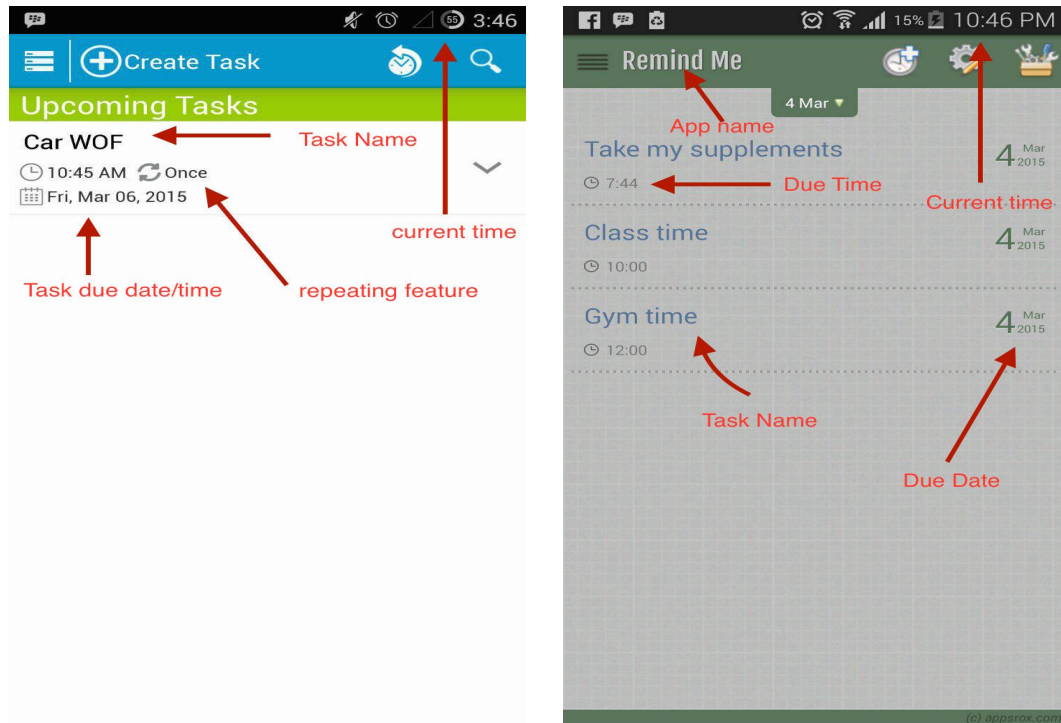 55 3:46
Create Task
Upcoming Tasks
Car WOF
Task Name
10:45 AM Once
Fri, Mar 06, 2015
current time
Task due date/time
repeating feature
15% 10:46 PM
Remind Me
4 Mar
App name
Take my supplements
4 Mar 2015
7:44
Due Time
Current time
Class time
4 Mar 2015
10:00
Gym time
4 Mar 2015
12:00
Task Name
Due Date
(c) appsrox.com